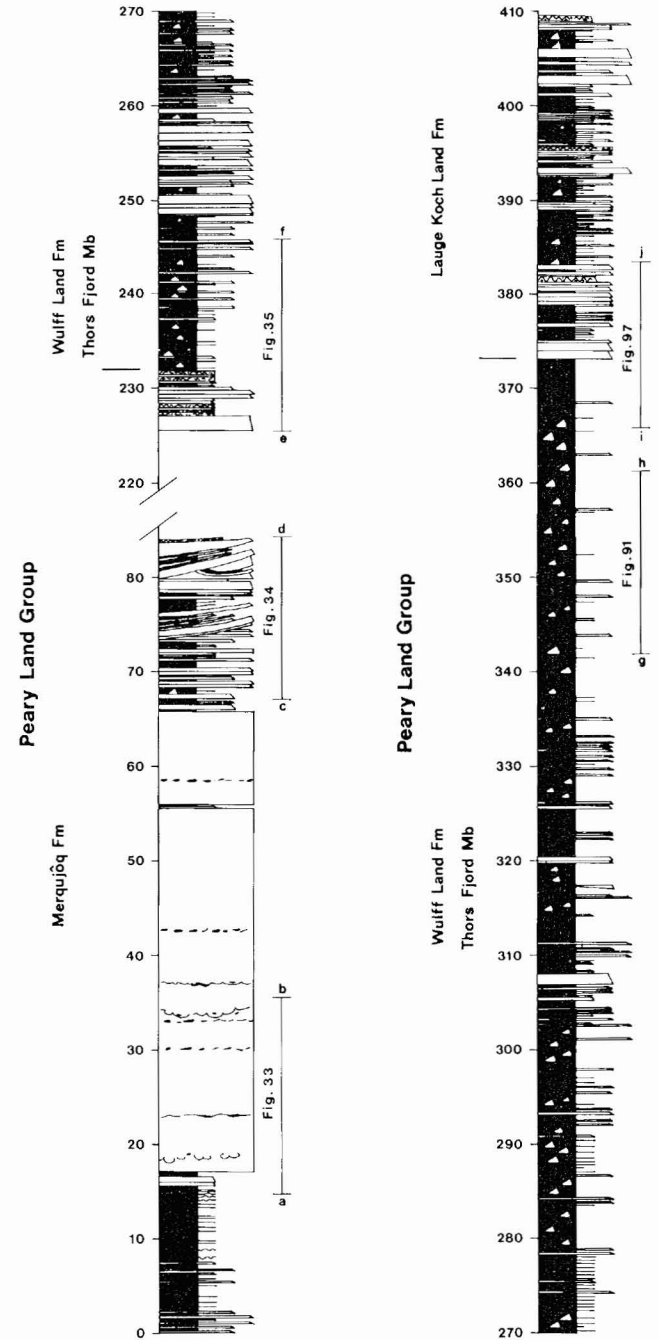 270
260
250
240
230
220
80
70
60
50
40
30
20
10
0
Peary Land Group
Wulff Land Fm
Thors Fjord Mb
Merqujôq Fm
f
Fig. 35
e
d
Fig. 34
c
b
Fig. 33
a
410
400
390
380
370
360
350
340
330
320
310
300
290
280
270
Peary Land Group
Lauge Koch Land Fm
Wulff Land Fm
Thors Fjord Mb
j
Fig. 97
i
h
Fig. 91
g